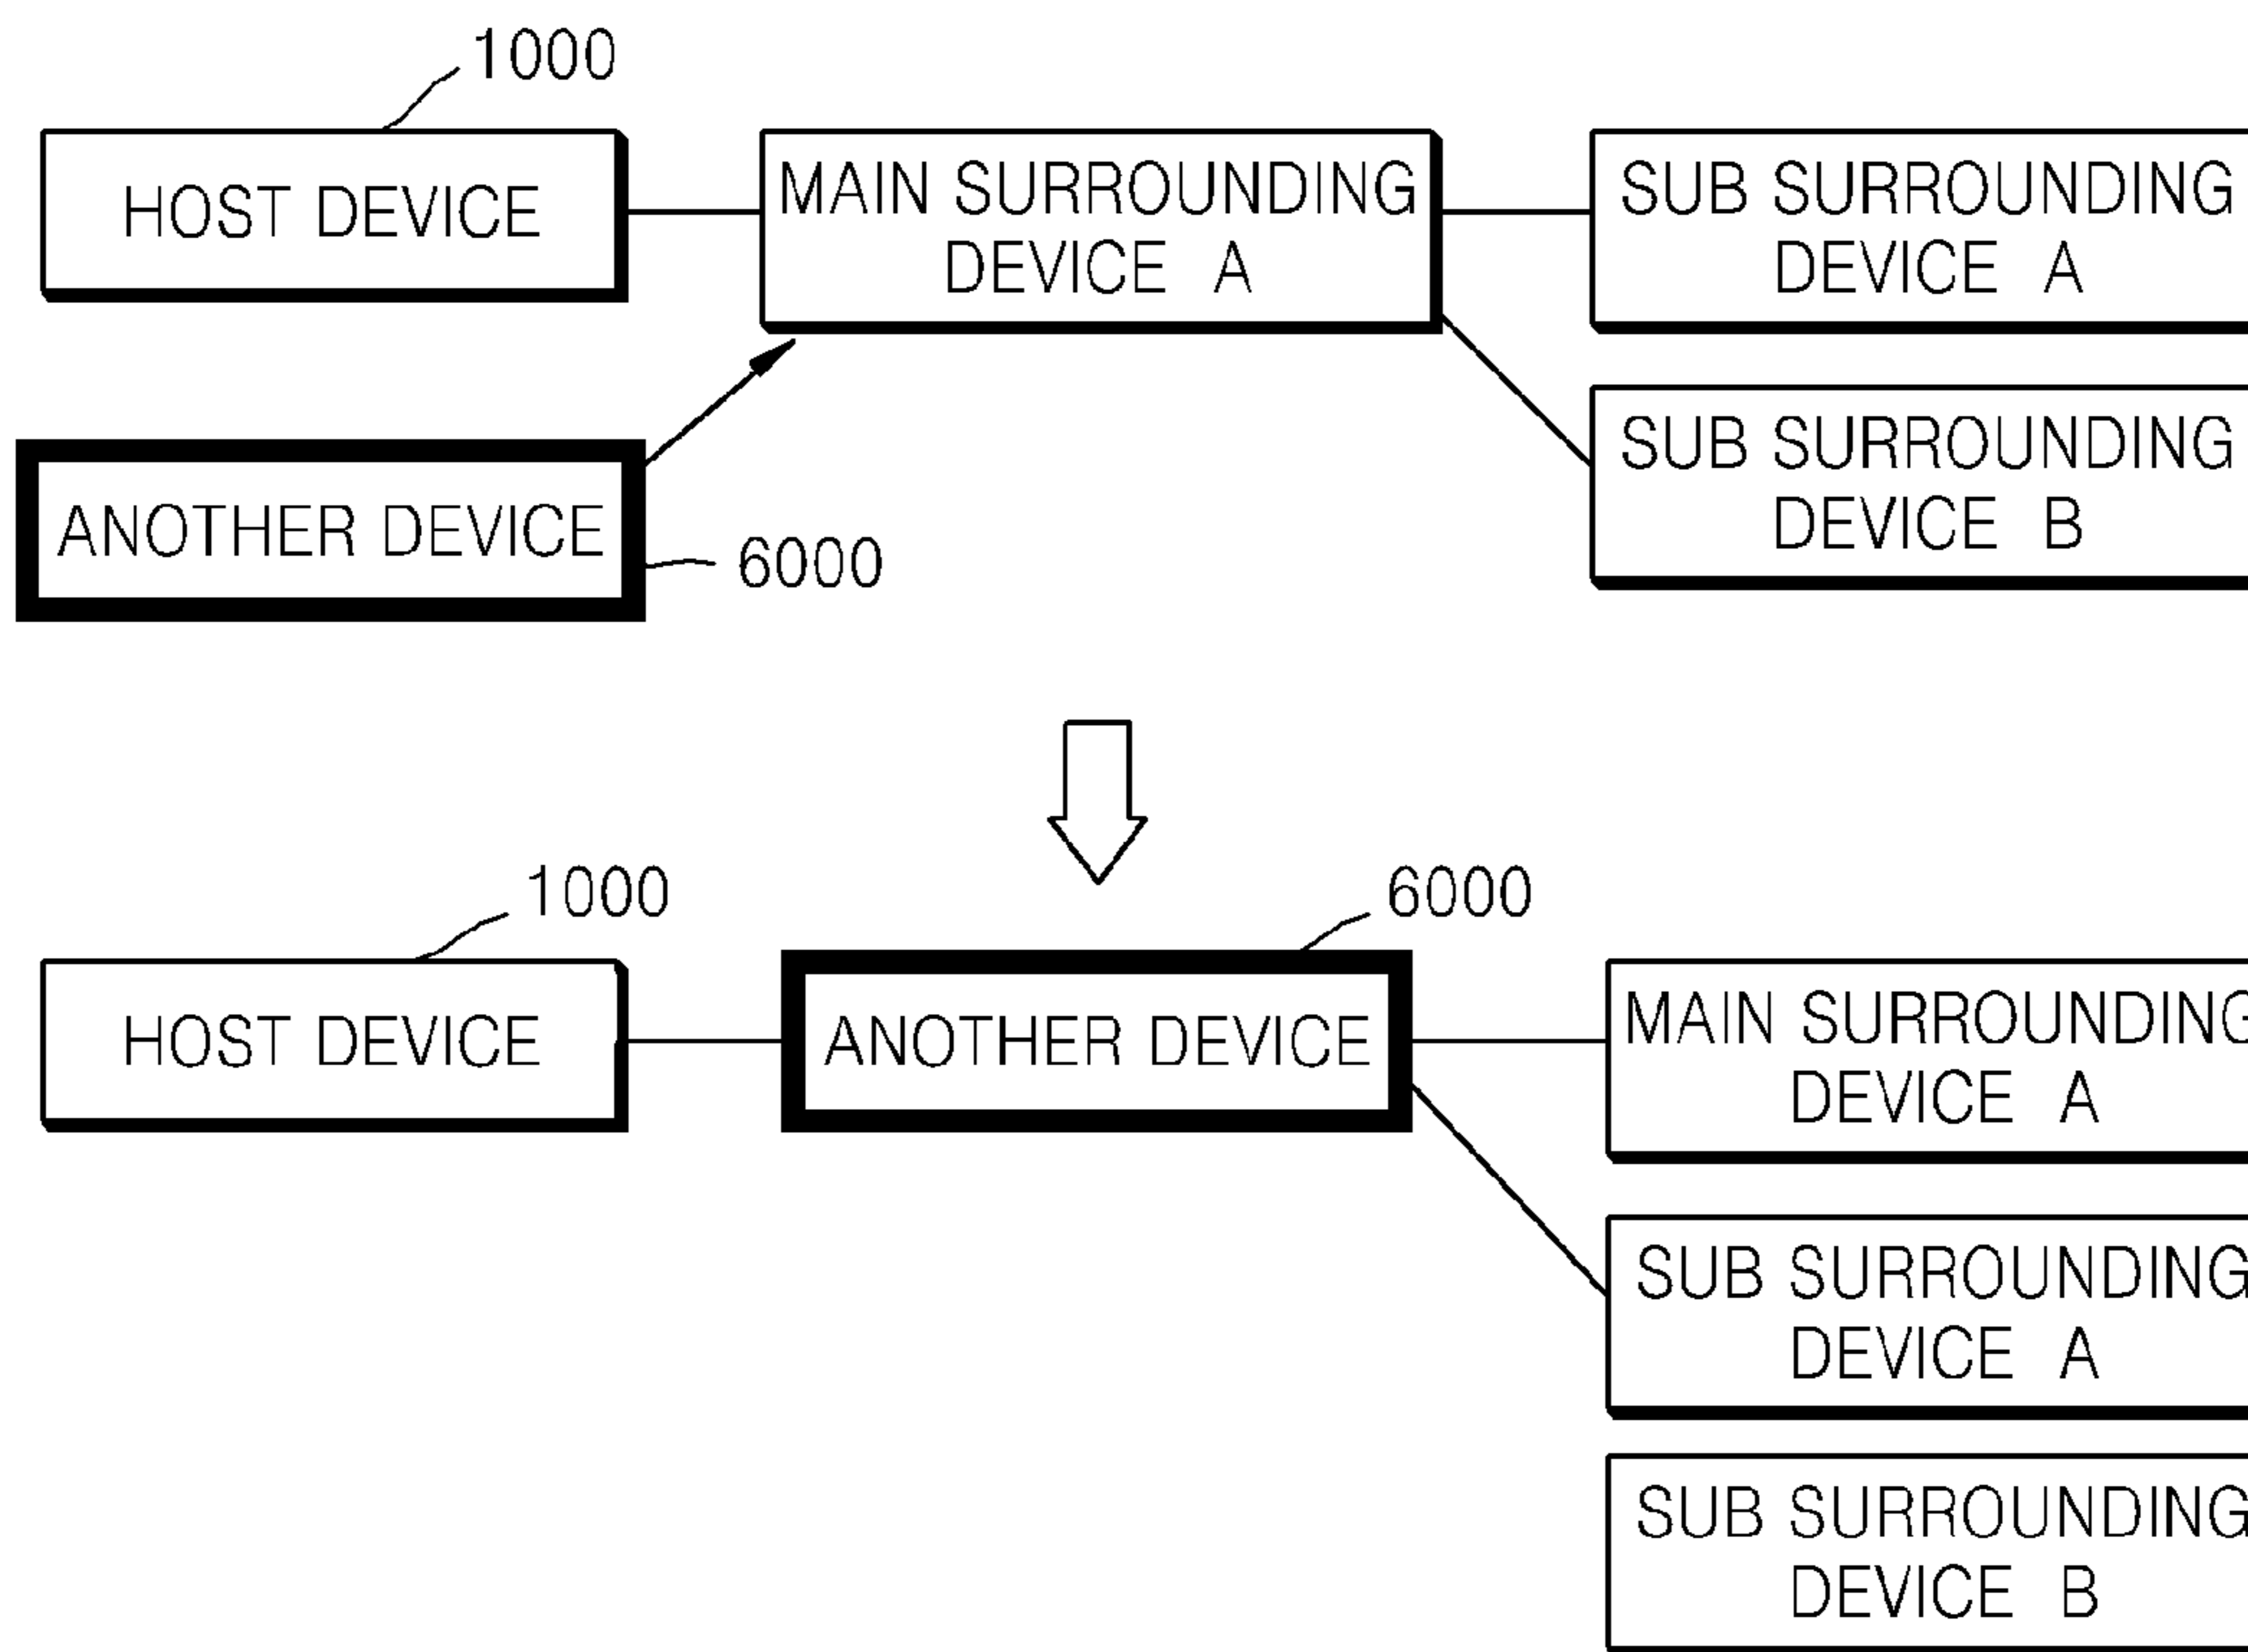 1000
HOST DEVICE
MAIN SURROUNDING
DEVICE A
SUB SURROUNDING
DEVICE A
ANOTHER DEVICE
6000
SUB SURROUNDING
DEVICE B
1000
6000
HOST DEVICE
ANOTHER DEVICE
MAIN SURROUNDING
DEVICE A
SUB SURROUNDING
DEVICE A
SUB SURROUNDING
DEVICE B